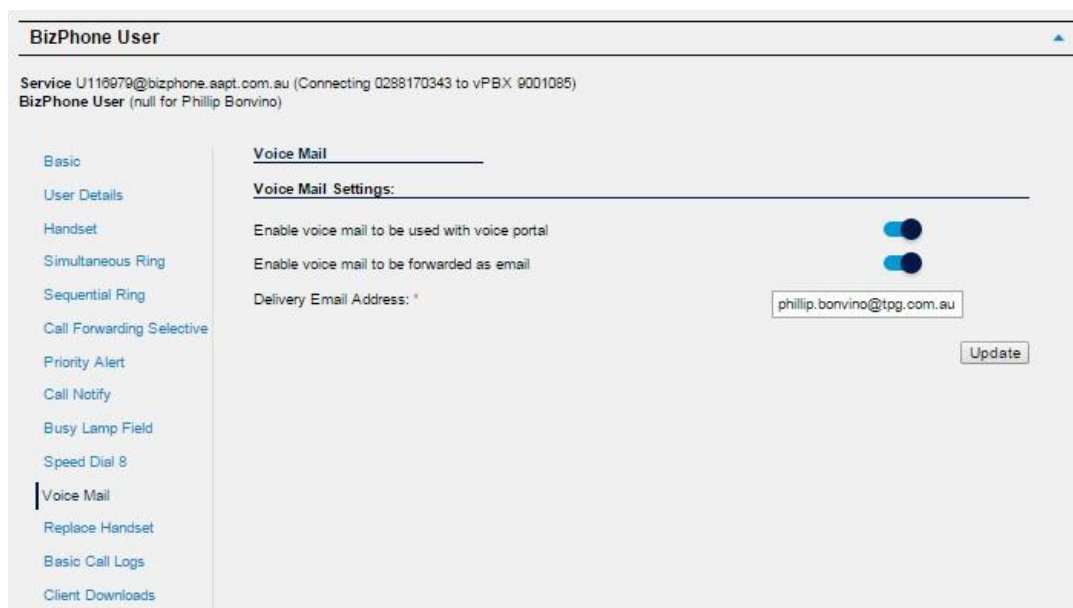 BizPhone User
Service U116979@bizphone.aapt.com.au (Connecting 0288170343 to vPBX 9001085)
BizPhone User (null for Phillip Bonvino)
Basic
User Details
Handset
Simultaneous Ring
Sequential Ring
Call Forwarding Selective
Priority Alert
Call Notify
Busy Lamp Field
Speed Dial 8
Voice Mail
Replace Handset
Basic Call Logs
Client Downloads
Voice Mail
Voice Mail Settings:
Enable voice mail to be used with voice portal
Enable voice mail to be forwarded as email
Delivery Email Address: *
phillip.bonvino@tpg.com.au
Update